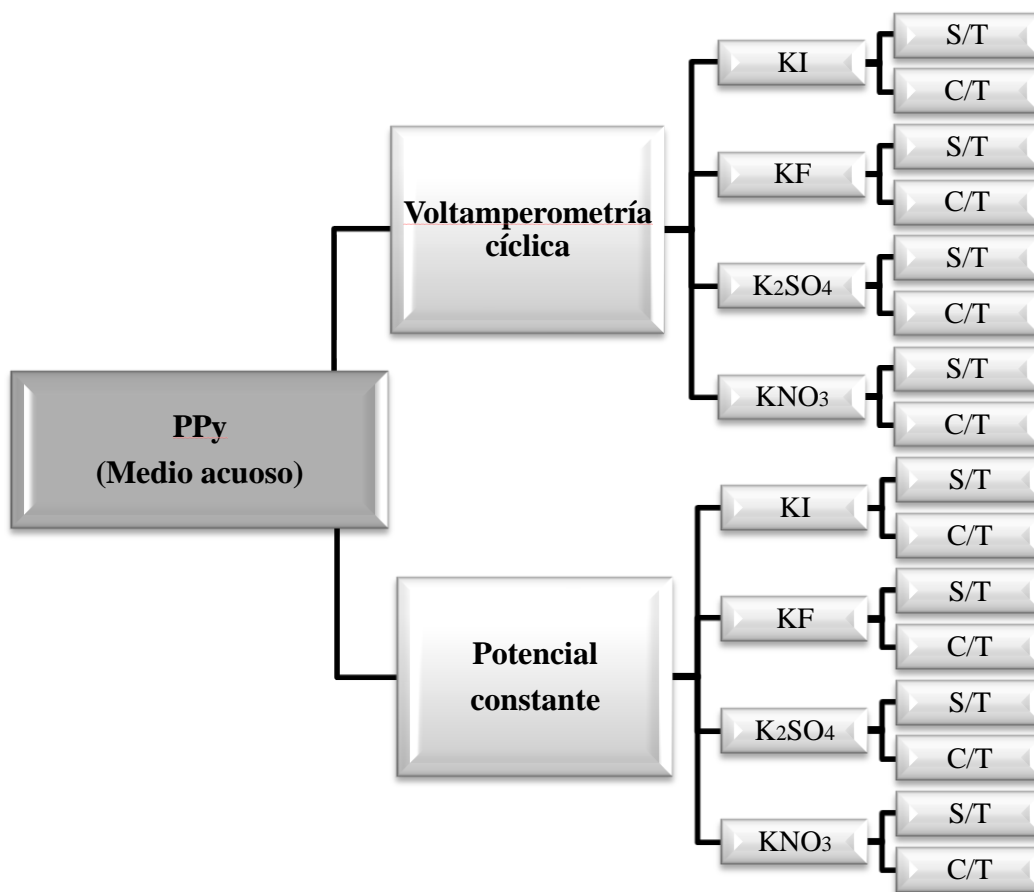 PPy
(Medio acuoso)
Voltamperometría
cíclica
KI
S/T
C/T
KF
S/T
C/T
K2SO4
S/T
C/T
KNO3
S/T
C/T
Potencial
constante
KI
S/T
C/T
KF
S/T
C/T
K2SO4
S/T
C/T
KNO3
S/T
C/T